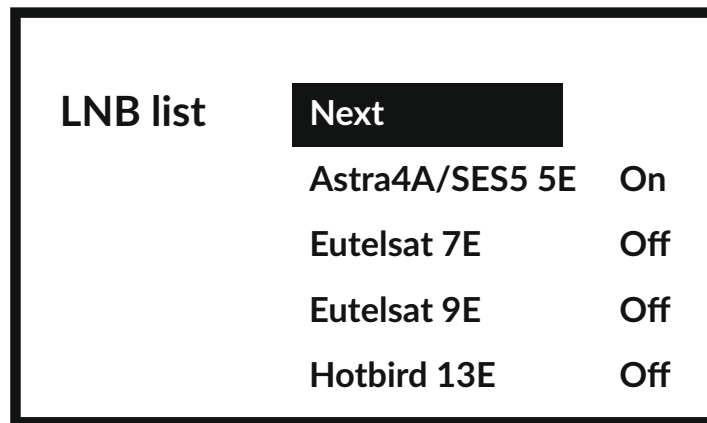 LNB list
Next
Astra4A/SES5 5E On
Eutelsat 7E Off
Eutelsat 9E Off
Hotbird 13E Off